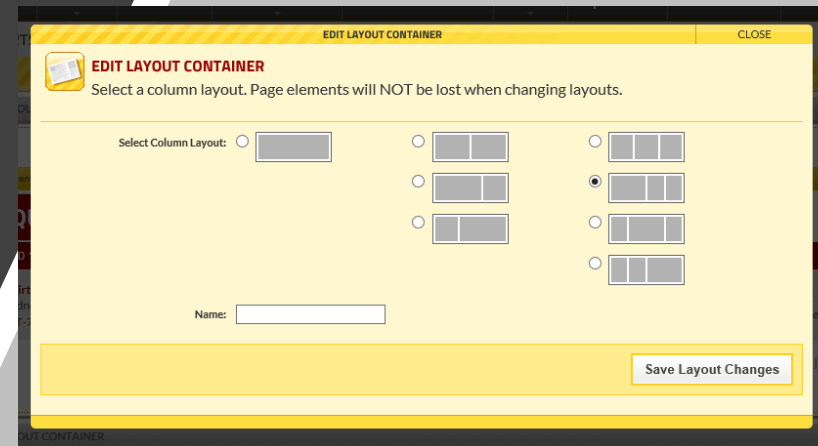 EDIT LAYOUT CONTAINER
CLOSE
EDIT LAYOUT CONTAINER
Select a column layout. Page elements will NOT be lost when changing layouts.
Select Column Layout:
Name:
Save Layout Changes
OUT CONTAINER